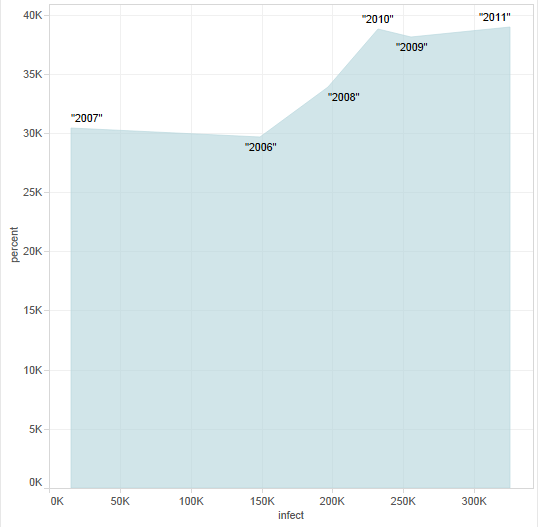 40K
"2010"
"2011"
"2009"
35K
"2008"
"2007"
30K
"2006"
25K
percent
20K
15K
10K
5K
0K
0K 50K 100K 150K 200K 250K 300K
infect